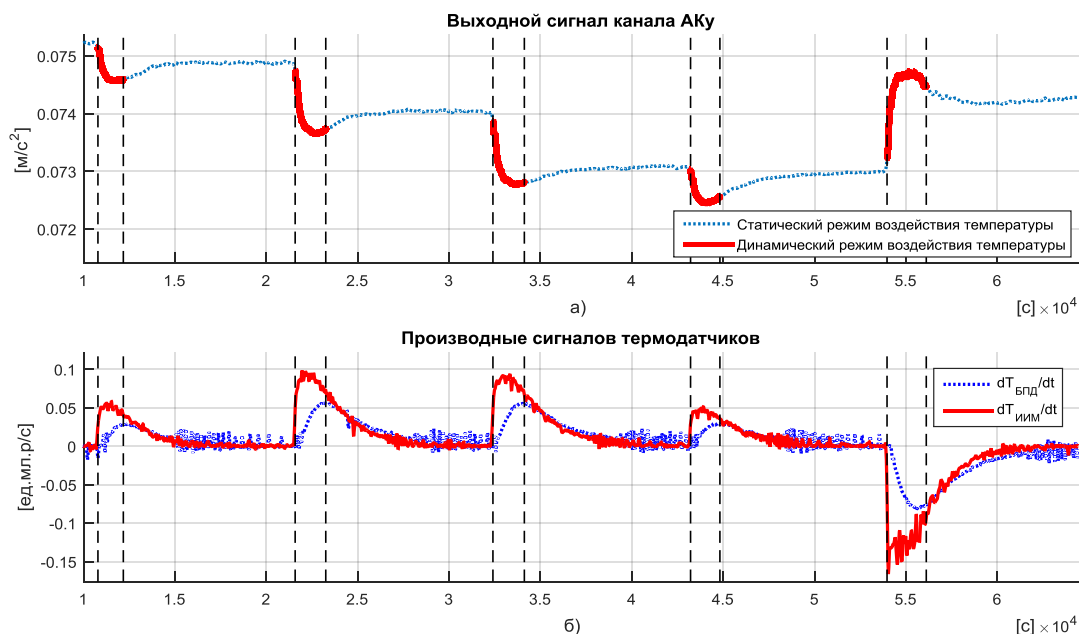 Выходной сигнал канала АКу
[м/с²]
0.075
0.074
0.073
0.072
Статический режим воздействия температуры
Динамический режим воздействия температуры
1 1.5 2 2.5 3 3.5 4 4.5 5 5.5 6
а) [с] × 10⁴
Производные сигналов термодатчиков
[ед.мл.р/с]
0.1
0.05
0
-0.05
-0.1
-0.15
dT_БПД/dt
dT_ИИМ/dt
1 1.5 2 2.5 3 3.5 4 4.5 5 5.5 6
б) [с] × 10⁴